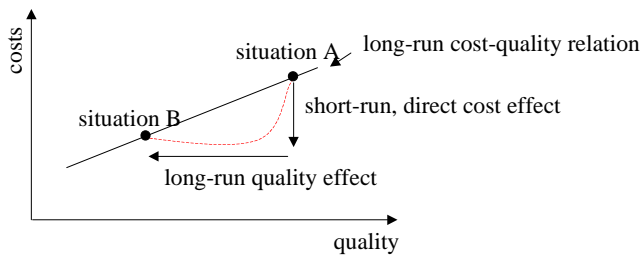 costs
situation A
long-run cost-quality relation
short-run, direct cost effect
situation B
long-run quality effect
quality